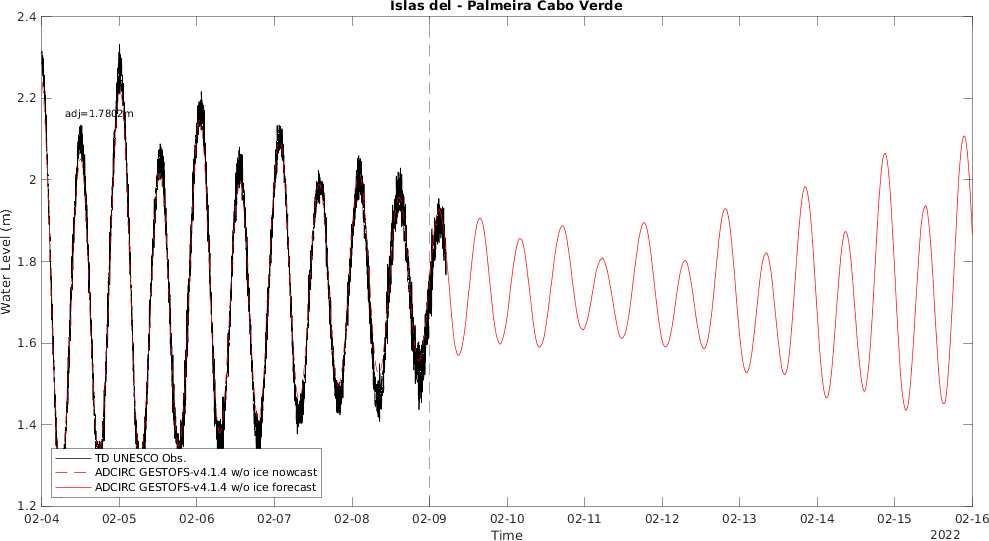 Islas del - Palmeira Cabo Verde
2.4
2.2
2
1.8
1.6
1.4
1.2
Water Level (m)
adj=1.7802m
TD UNESCO Obs.
ADCIRC GESTOFS-v4.1.4 w/o ice nowcast
ADCIRC GESTOFS-v4.1.4 w/o ice forecast
02-04 02-05 02-06 02-07 02-08 02-09 02-10 02-11 02-12 02-13 02-14 02-15 02-16
Time
2022